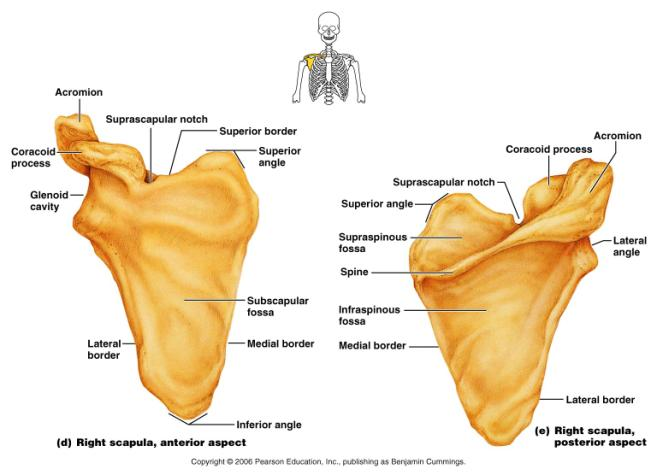 Acromion
Suprascapular notch
Superior border
Coracoid
process
Superior
angle
Glenoid
cavity
Subscapular
fossa
Lateral
border
Medial border
Inferior angle
(d) Right scapula, anterior aspect
Acromion
Coracoid process
Suprascapular notch
Superior angle
Supraspinous
fossa
Lateral
angle
Spine
Infraspinous
fossa
Medial border
Lateral border
(e) Right scapula,
posterior aspect
Copyright © 2006 Pearson Education, Inc., publishing as Benjamin Cummings.